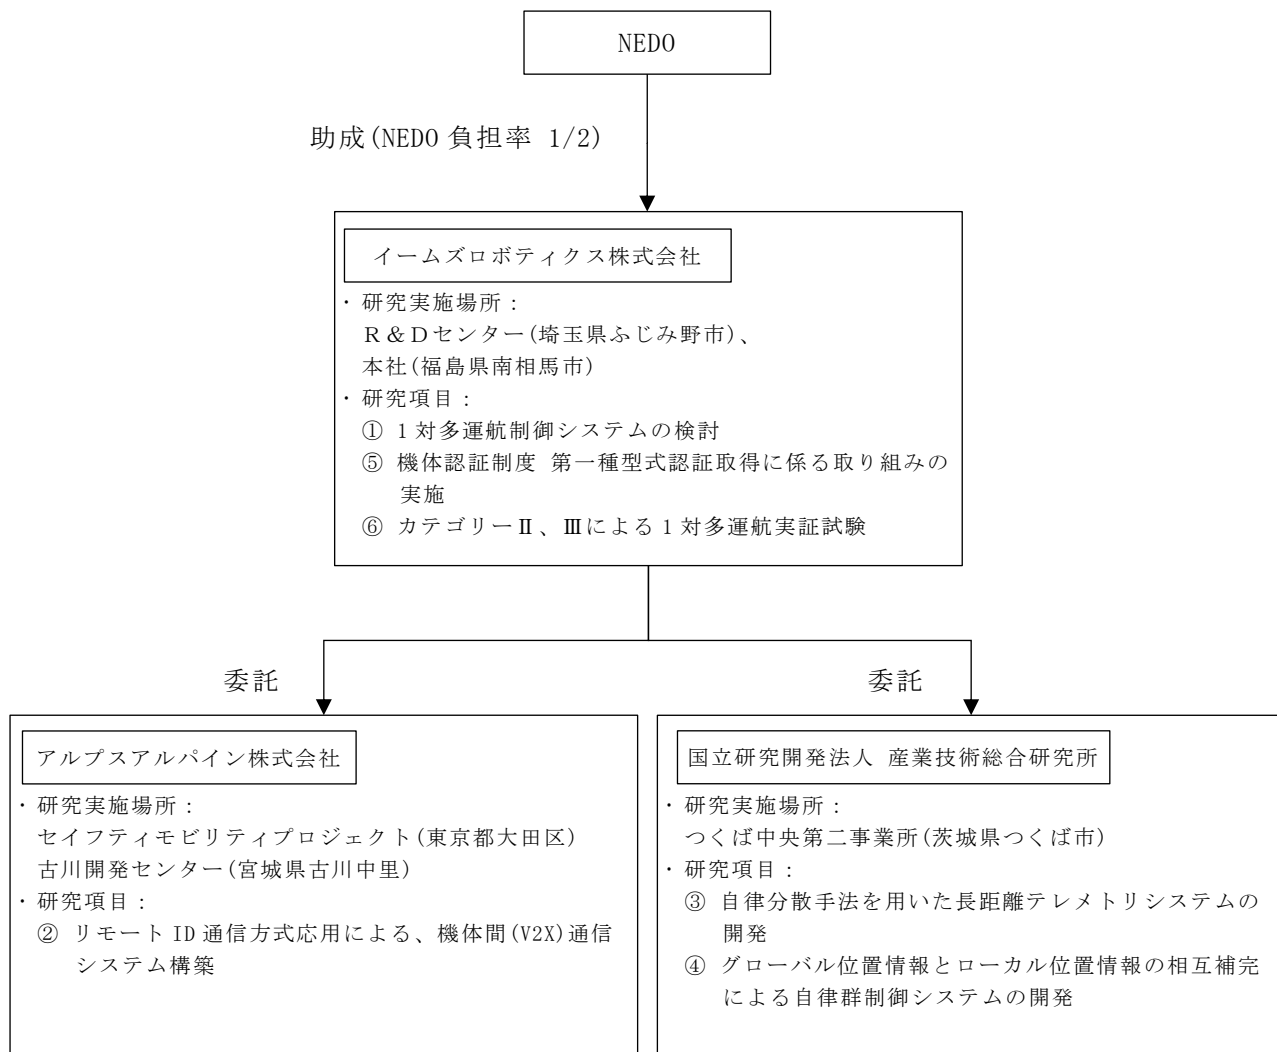 NEDO
助成(NEDO 負担率 1/2)
イームズロボティクス株式会社
・研究実施場所：
R＆Dセンター(埼玉県ふじみ野市)、
本社(福島県南相馬市)
・研究項目：
① 1対多運航制御システムの検討
⑤ 機体認証制度 第一種型式認証取得に係る取り組みの
実施
⑥ カテゴリーⅡ、Ⅲによる1対多運航実証試験
委託
委託
アルプスアルパイン株式会社
・研究実施場所：
セイフティモビリティプロジェクト(東京都大田区)
古川開発センター(宮城県古川中里)
・研究項目：
② リモート ID 通信方式応用による、機体間(V2X)通信
システム構築
国立研究開発法人 産業技術総合研究所
・研究実施場所：
つくば中央第二事業所(茨城県つくば市)
・研究項目：
③ 自律分散手法を用いた長距離テレメトリシステムの
開発
④ グローバル位置情報とローカル位置情報の相互補完
による自律群制御システムの開発